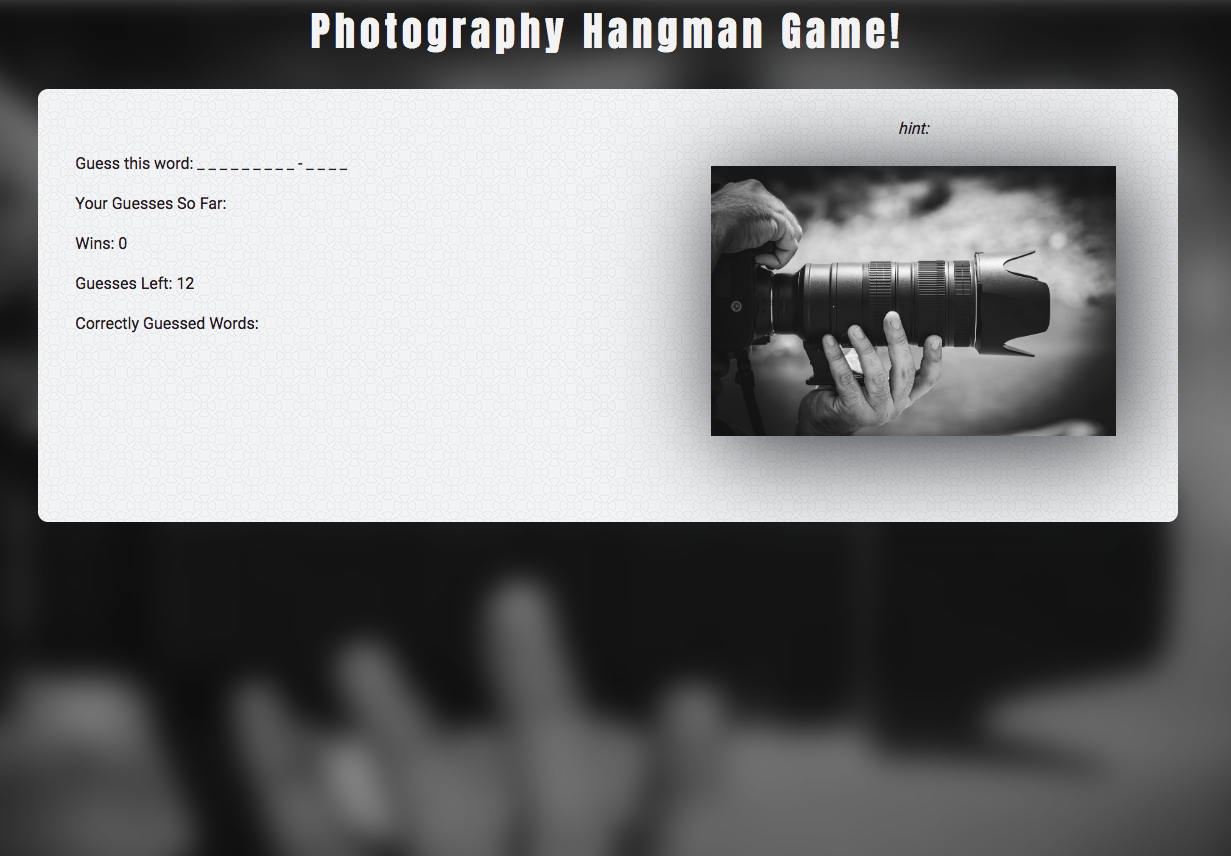 Photography Hangman Game!
hint:
Guess this word: _ _ _ _ _ _ _ _ _ - _ _ _ _
Your Guesses So Far:
Wins: 0
Guesses Left: 12
Correctly Guessed Words: